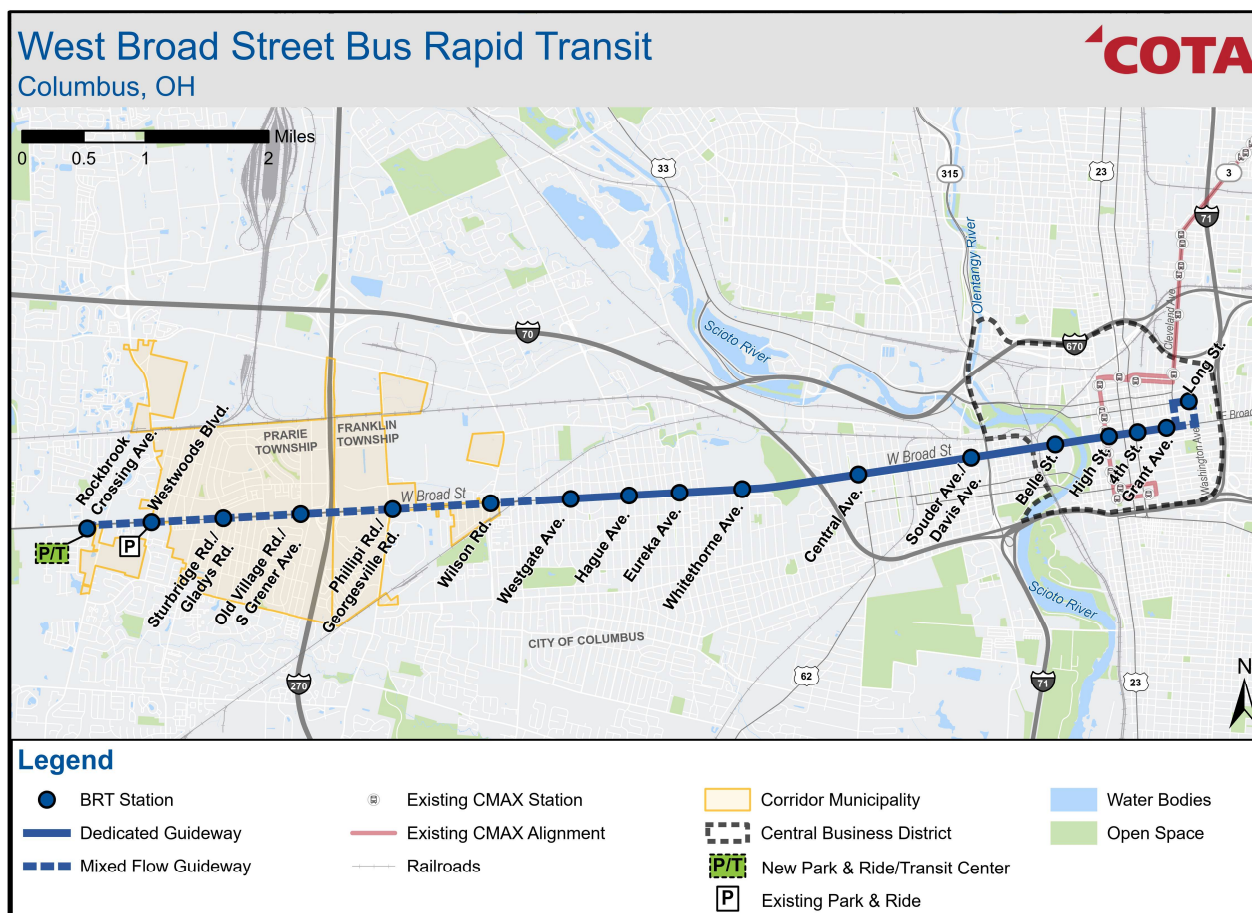 West Broad Street Bus Rapid Transit
Columbus, OH
COTA
Miles
0 0.5 1 2
33
315
23
3
71
Olentangy River
Scioto River
70
670
Cleveland Ave.
Long St.
E Broad
Washington Ave.
PRARIE
TOWNSHIP
FRANKLIN
TOWNSHIP
W Broad St
W Broad St
Rockbrook
Crossing Ave.
Westwoods Blvd.
P/T
P
Sturbridge Rd./
Gladys Rd.
Old Village Rd./
S Grener Ave.
Phillipi Rd./
Georgesville Rd.
Wilson Rd.
Westgate Ave.
Hague Ave.
Eureka Ave.
Whitethorne Ave.
Central Ave.
Souder Ave./
Davis Ave.
Belle St.
High St.
4th St.
Grant Ave.
Scioto River
CITY OF COLUMBUS
270
62
71
23
N
Legend
BRT Station
Dedicated Guideway
Mixed Flow Guideway
Existing CMAX Station
Existing CMAX Alignment
Railroads
Corridor Municipality
Central Business District
P/T New Park & Ride/Transit Center
P Existing Park & Ride
Water Bodies
Open Space